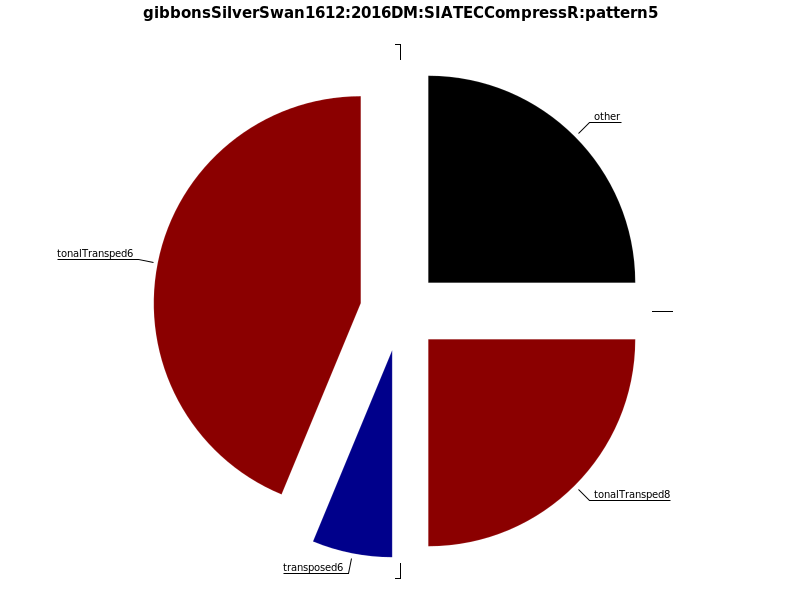 gibbonsSilverSwan1612:2016DM:SIATECCompressR:pattern5
other
tonalTransped6
tonalTransped8
transposed6